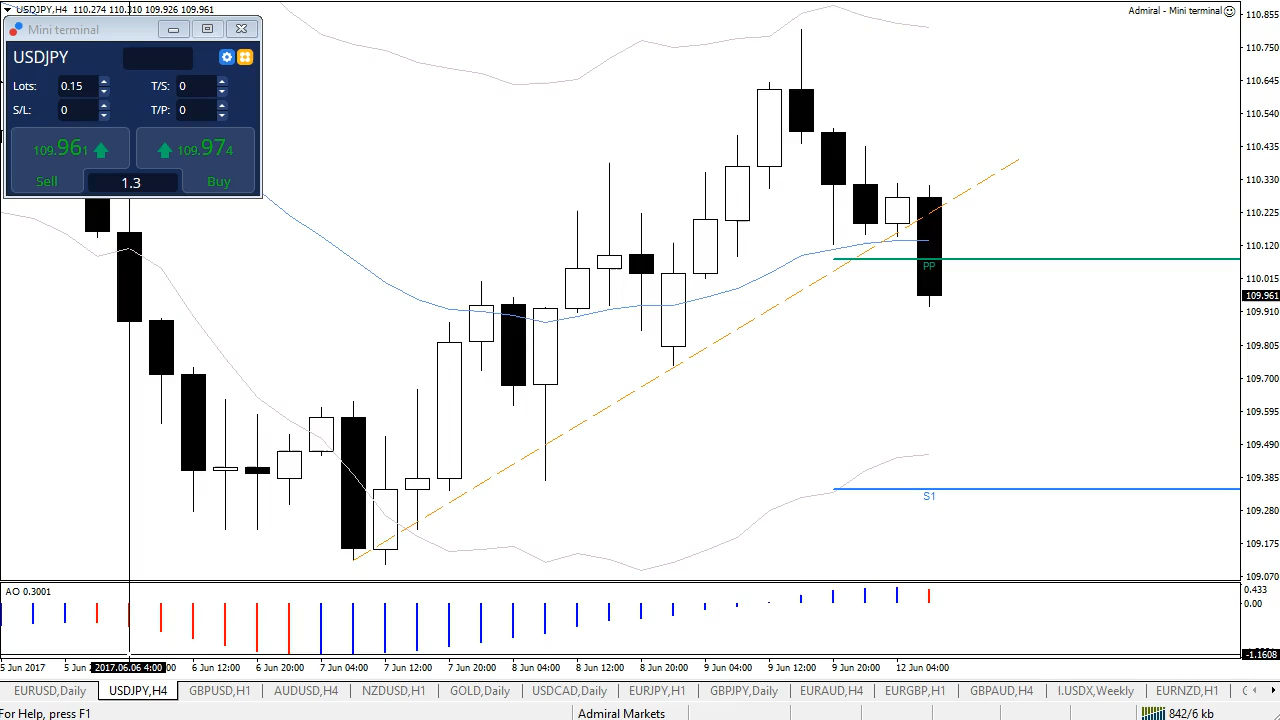 USDJPY,H4 110.274 110.310 109.926 109.961
Admiral - Mini terminal
Mini terminal
USDJPY
Lots: 0.15 T/S: 0
S/L: 0 T/P: 0
109.961 109.974
Sell 1.3 Buy
110.855
110.750
110.645
110.540
110.435
110.330
110.225
110.120
110.015
109.961
109.910
109.805
109.700
109.595
109.490
109.385
109.280
109.175
109.070
PP
S1
AO 0.3001
0.433
0.00
-1.1608
5 Jun 2017 5 Jun 2017.06.06 4:00 :00 6 Jun 12:00 6 Jun 20:00 7 Jun 04:00 7 Jun 12:00 7 Jun 20:00 8 Jun 04:00 8 Jun 12:00 8 Jun 20:00 9 Jun 04:00 9 Jun 12:00 9 Jun 20:00 12 Jun 04:00
EURUSD,Daily USDJPY,H4 GBPUSD,H1 AUDUSD,H4 NZDUSD,H1 GOLD,Daily USDCAD,Daily EURJPY,H1 GBPJPY,Daily EURAUD,H4 EURGBP,H1 GBPAUD,H4 I.USDX,Weekly EURNZD,H1
For Help, press F1 Admiral Markets 842/6 kb